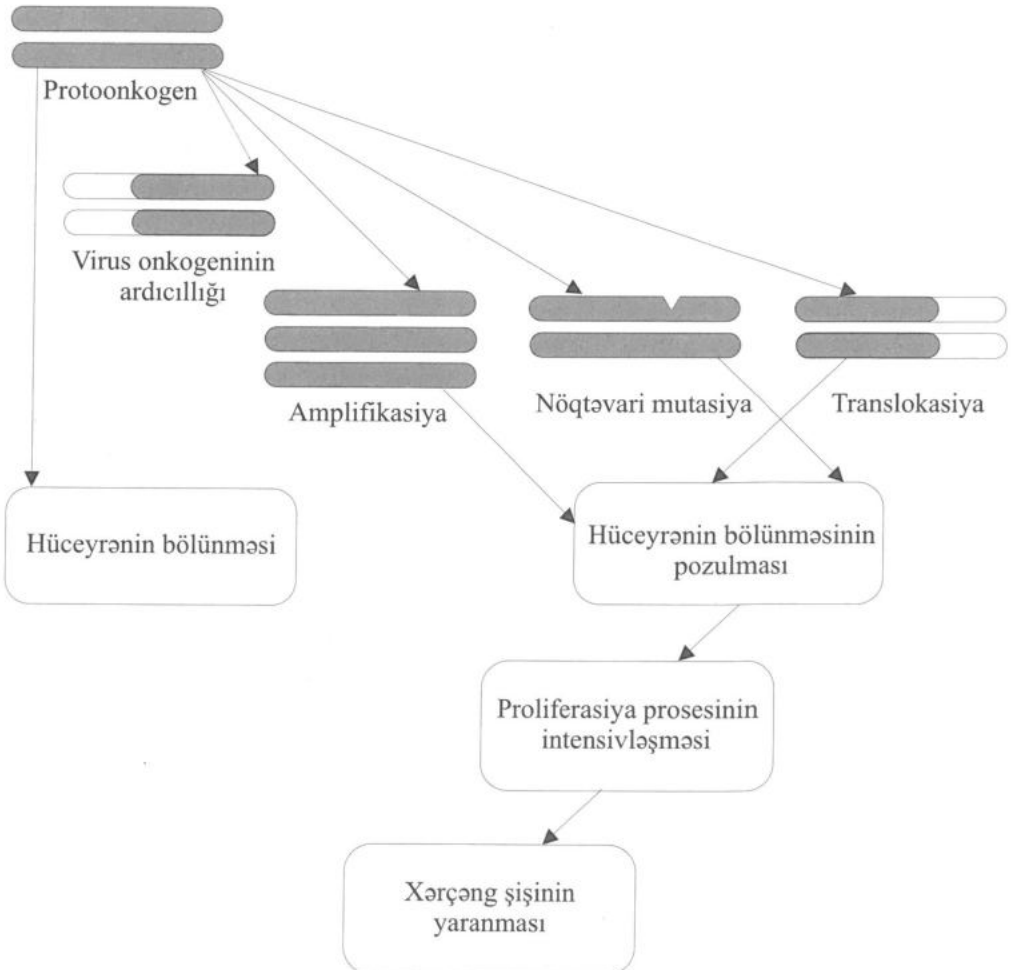 Protoonkogen
Virus onkogeninin
ardıcıllığı
Amplifikasiya
Nöqtəvari mutasiya
Translokasiya
Hüceyrənin bölünməsi
Hüceyrənin bölünməsinin
pozulması
Proliferasiya prosesinin
intensivləşməsi
Xərçəng şişinin
yaranması